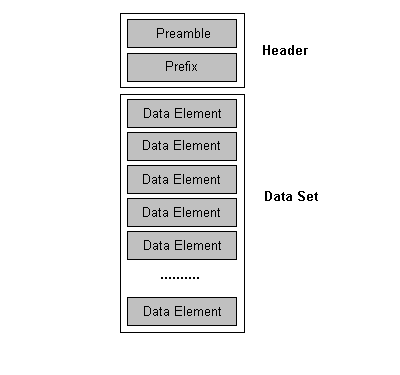 Preamble
Header
Prefix
Data Element
Data Element
Data Element
Data Set
Data Element
Data Element
..........
Data Element